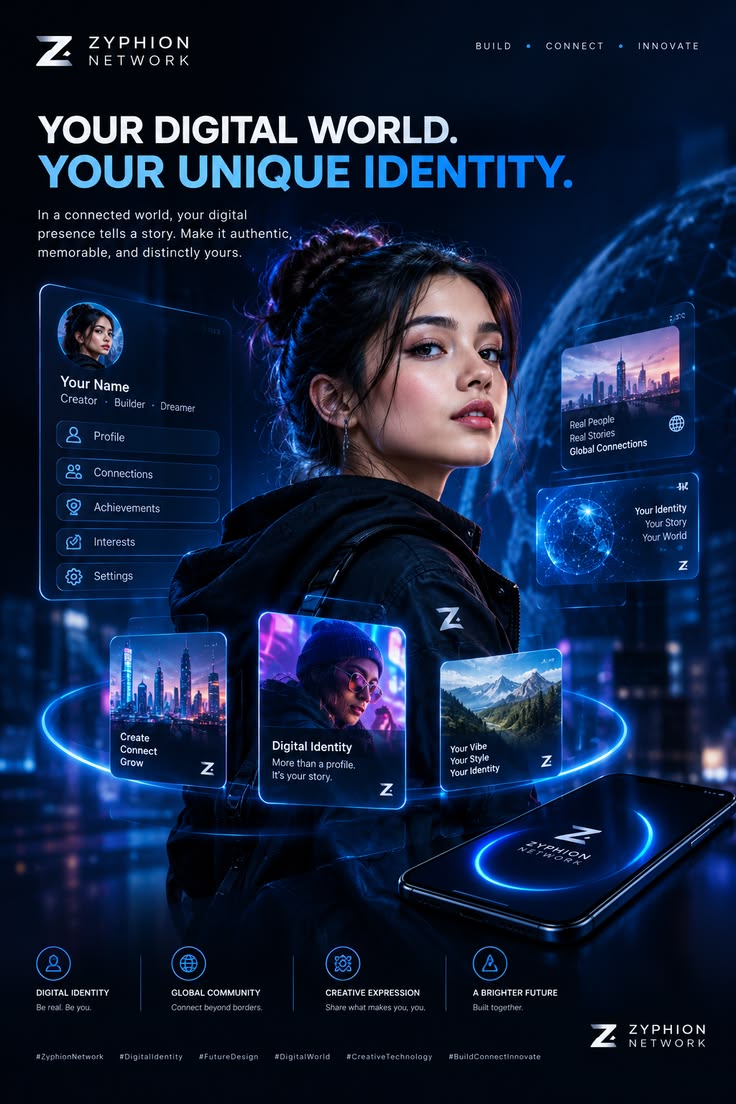 ZYPHION
NETWORK
BUILD • CONNECT • INNOVATE
YOUR DIGITAL WORLD.
YOUR UNIQUE IDENTITY.
In a connected world, your digital
presence tells a story. Make it authentic,
memorable, and distinctly yours.
Your Name
Creator · Builder · Dreamer
Profile
Connections
Achievements
Interests
Settings
Real People
Real Stories
Global Connections
Your Identity
Your Story
Your World
Z
Z
Create
Connect
Grow
Z
Digital Identity
More than a profile.
It's your story.
Z
Your Vibe
Your Style
Your Identity
Z
Z
ZYPHION
NETWORK
DIGITAL IDENTITY
Be real. Be you.
GLOBAL COMMUNITY
Connect beyond borders.
CREATIVE EXPRESSION
Share what makes you, you.
A BRIGHTER FUTURE
Built together.
Z
ZYPHION
NETWORK
#ZyphionNetwork #DigitalIdentity #FutureDesign #DigitalWorld #CreativeTechnology #BuildConnectInnovate